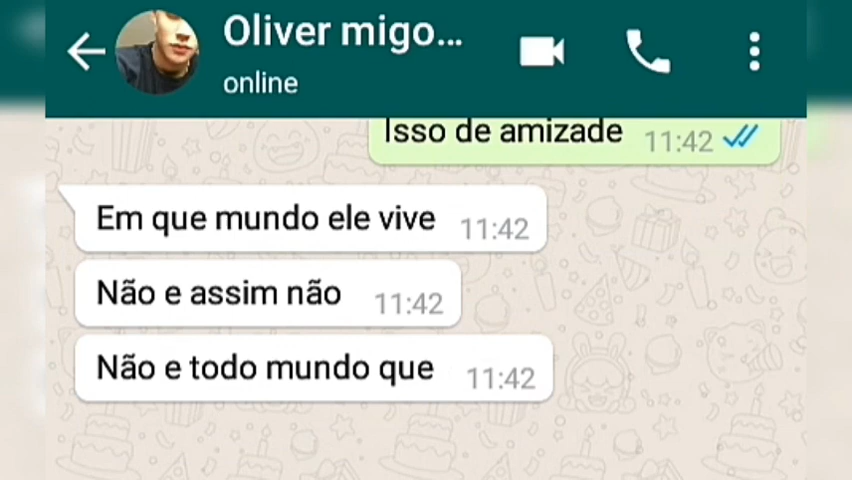 Oliver migo...
online
Isso de amizade 11:42
Em que mundo ele vive 11:42
Não e assim não 11:42
Não e todo mundo que 11:42